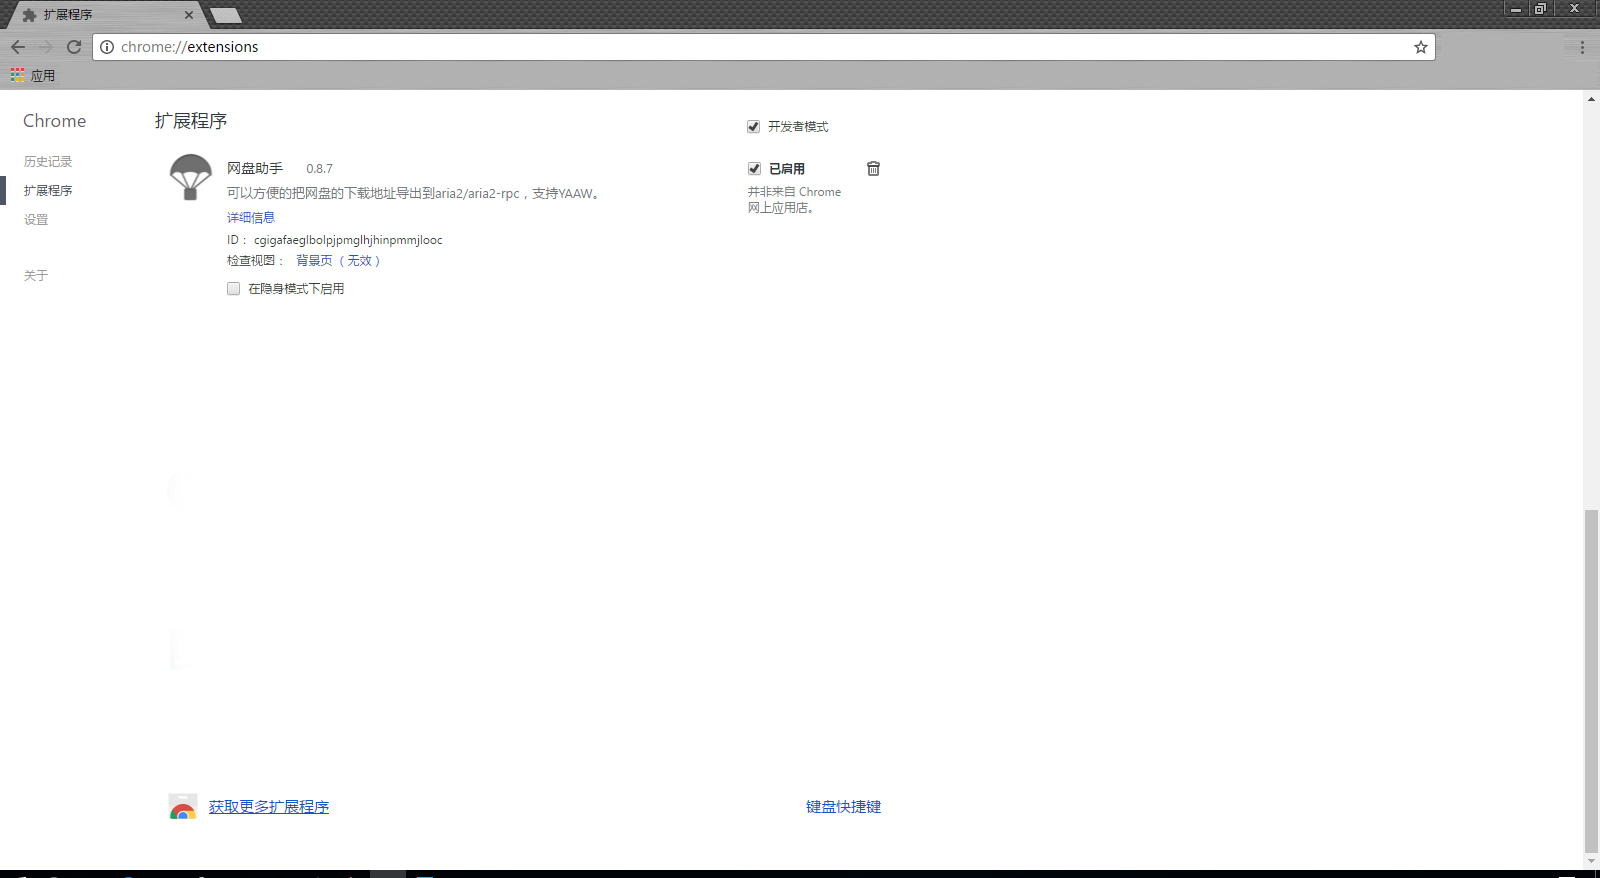 扩展程序
chrome://extensions
应用
Chrome
历史记录
扩展程序
设置
关于
扩展程序
开发者模式
网盘助手 0.8.7
可以方便的把网盘的下载地址导出到aria2/aria2-rpc，支持YAAW。
详细信息
ID： cgigafaeglbolpjpmglhjhinpmmjlooc
检查视图： 背景页 （无效）
在隐身模式下启用
已启用
并非来自 Chrome
网上应用店。
获取更多扩展程序
键盘快捷键